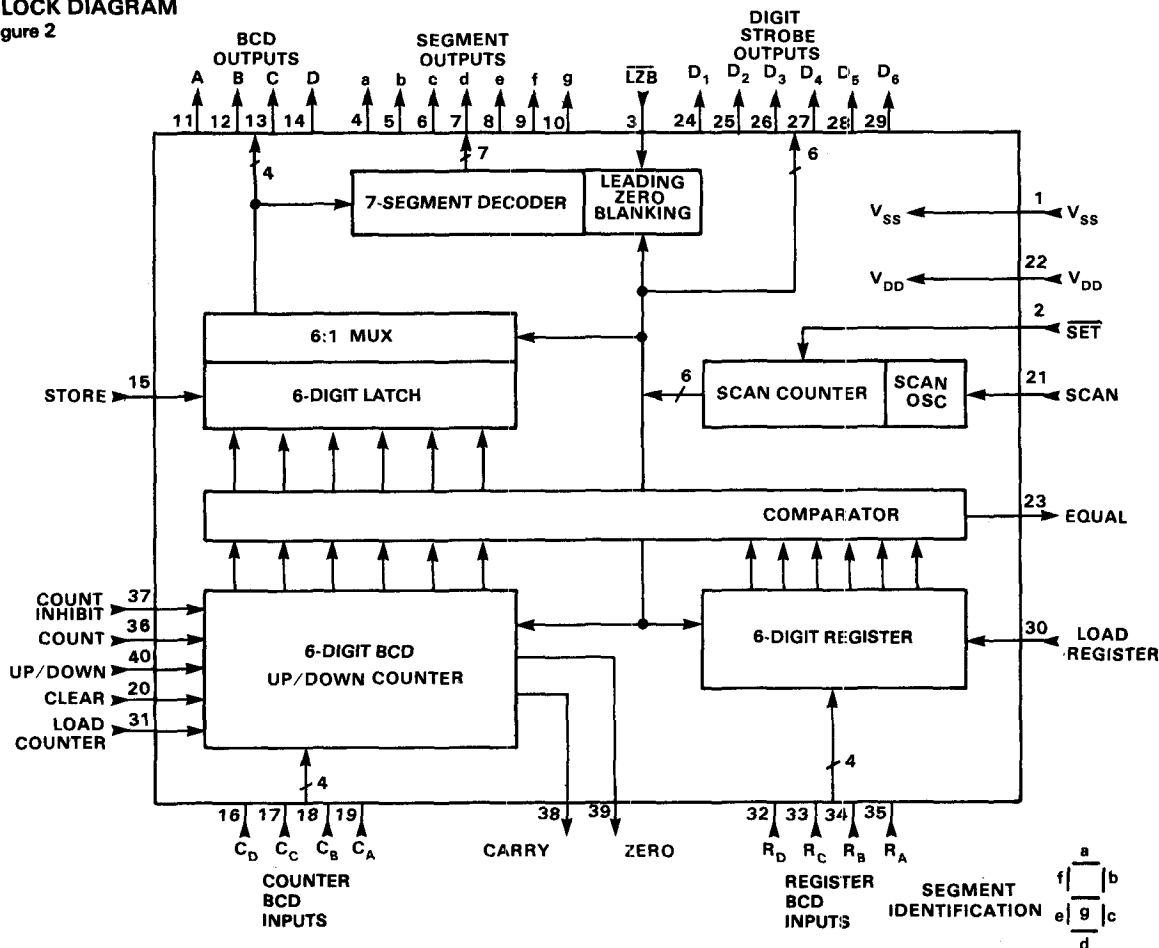 LOCK DIAGRAM
gure 2
BCD
OUTPUTS
A B C D
11 12 13 14
SEGMENT
OUTPUTS
a b c d e f g
4 5 6 7 8 9 10
LZB
3
DIGIT
STROBE
OUTPUTS
D1 D2 D3 D4 D5 D6
24 25 26 27 28 29
4
7
6
7-SEGMENT DECODER
LEADING
ZERO
BLANKING
VSS 1 VSS
VDD 22 VDD
2 SET
6:1 MUX
STORE 15
6-DIGIT LATCH
6
SCAN COUNTER
SCAN
OSC
21 SCAN
COMPARATOR
23 EQUAL
COUNT
INHIBIT 37
COUNT 36
UP/DOWN 40
CLEAR 20
LOAD
COUNTER 31
6-DIGIT BCD
UP/DOWN COUNTER
6-DIGIT REGISTER
30 LOAD
REGISTER
4
4
16 17 18 19
CD CC CB CA
COUNTER
BCD
INPUTS
38 39
CARRY ZERO
32 33 34 35
RD RC RB RA
REGISTER
BCD
INPUTS
SEGMENT
IDENTIFICATION
a
f b
e g c
d